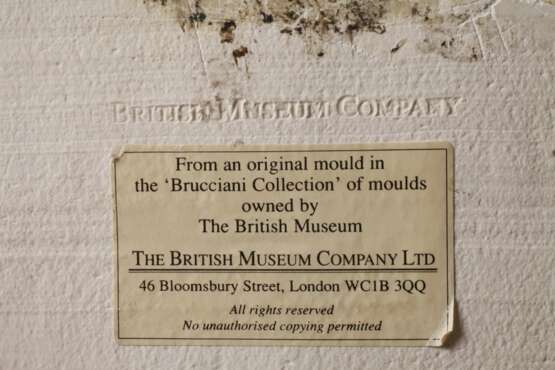 BRITISH MUSEUM COMPANY
From an original mould in
the 'Brucciani Collection' of moulds
owned by
The British Museum
THE BRITISH MUSEUM COMPANY LTD
46 Bloomsbury Street, London WC1B 3QQ
All rights reserved
No unauthorised copying permitted